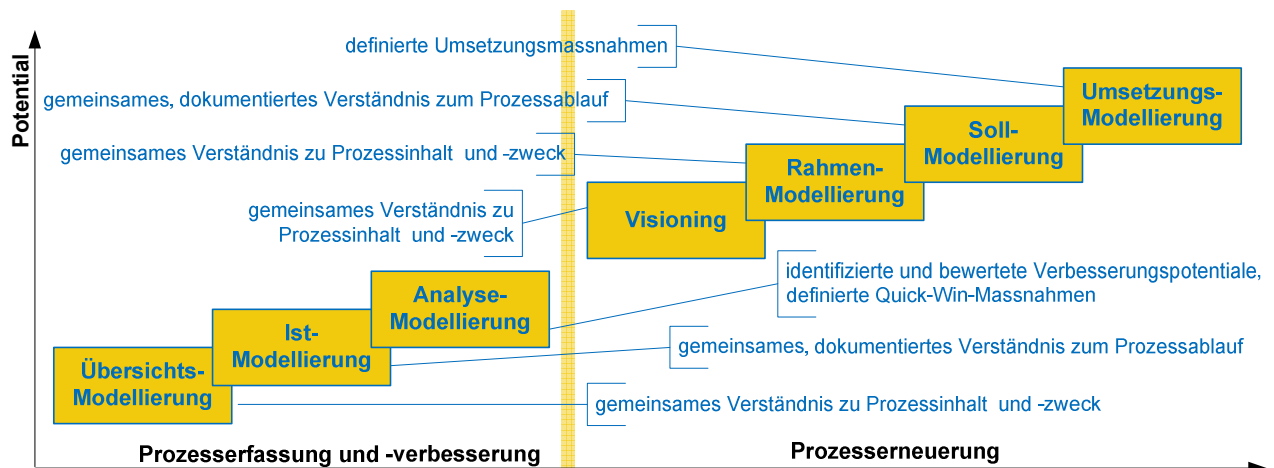 Potential
definierte Umsetzungsmassnahmen
gemeinsames, dokumentiertes Verständnis zum Prozessablauf
gemeinsames Verständnis zu Prozessinhalt und -zweck
gemeinsames Verständnis zu
Prozessinhalt und -zweck
Umsetzungs-
Modellierung
Soll-
Modellierung
Rahmen-
Modellierung
Visioning
Analyse-
Modellierung
Ist-
Modellierung
Übersichts-
Modellierung
identifizierte und bewertete Verbesserungspotentiale,
definierte Quick-Win-Massnahmen
gemeinsames, dokumentiertes Verständnis zum Prozessablauf
gemeinsames Verständnis zu Prozessinhalt und -zweck
Prozesserfassung und -verbesserung
Prozesserneuerung